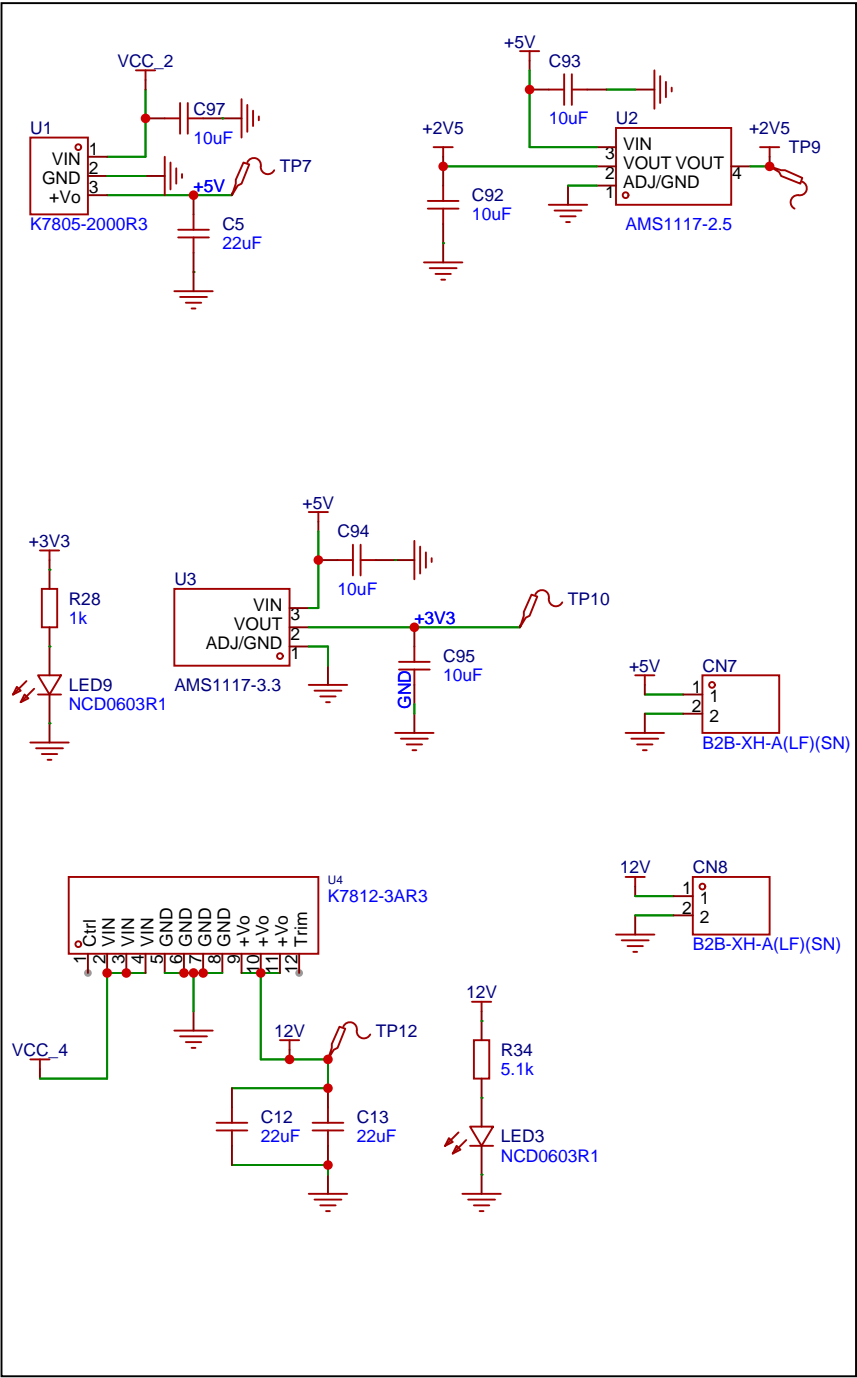 VCC_2
C97
10uF
U1
VIN
GND
+Vo
1
2
3
+5V
TP7
K7805-2000R3
C5
22uF
+5V
C93
10uF
U2
+2V5
VIN
VOUT VOUT
ADJ/GND
3
2
1
4
+2V5
TP9
C92
10uF
AMS1117-2.5
+5V
C94
10uF
+3V3
R28
1k
LED9
NCD0603R1
U3
VIN
VOUT
ADJ/GND
3
2
1
AMS1117-3.3
+3V3
TP10
C95
10uF
GND
+5V
CN7
1
2
1
2
B2B-XH-A(LF)(SN)
U4
K7812-3AR3
Ctrl
VIN
VIN
VIN
GND
GND
GND
GND
+Vo
+Vo
+Vo
Trim
1
2
3
4
5
6
7
8
9
10
11
12
VCC_4
12V
TP12
C12
22uF
C13
22uF
12V
CN8
1
2
1
2
B2B-XH-A(LF)(SN)
12V
R34
5.1k
LED3
NCD0603R1